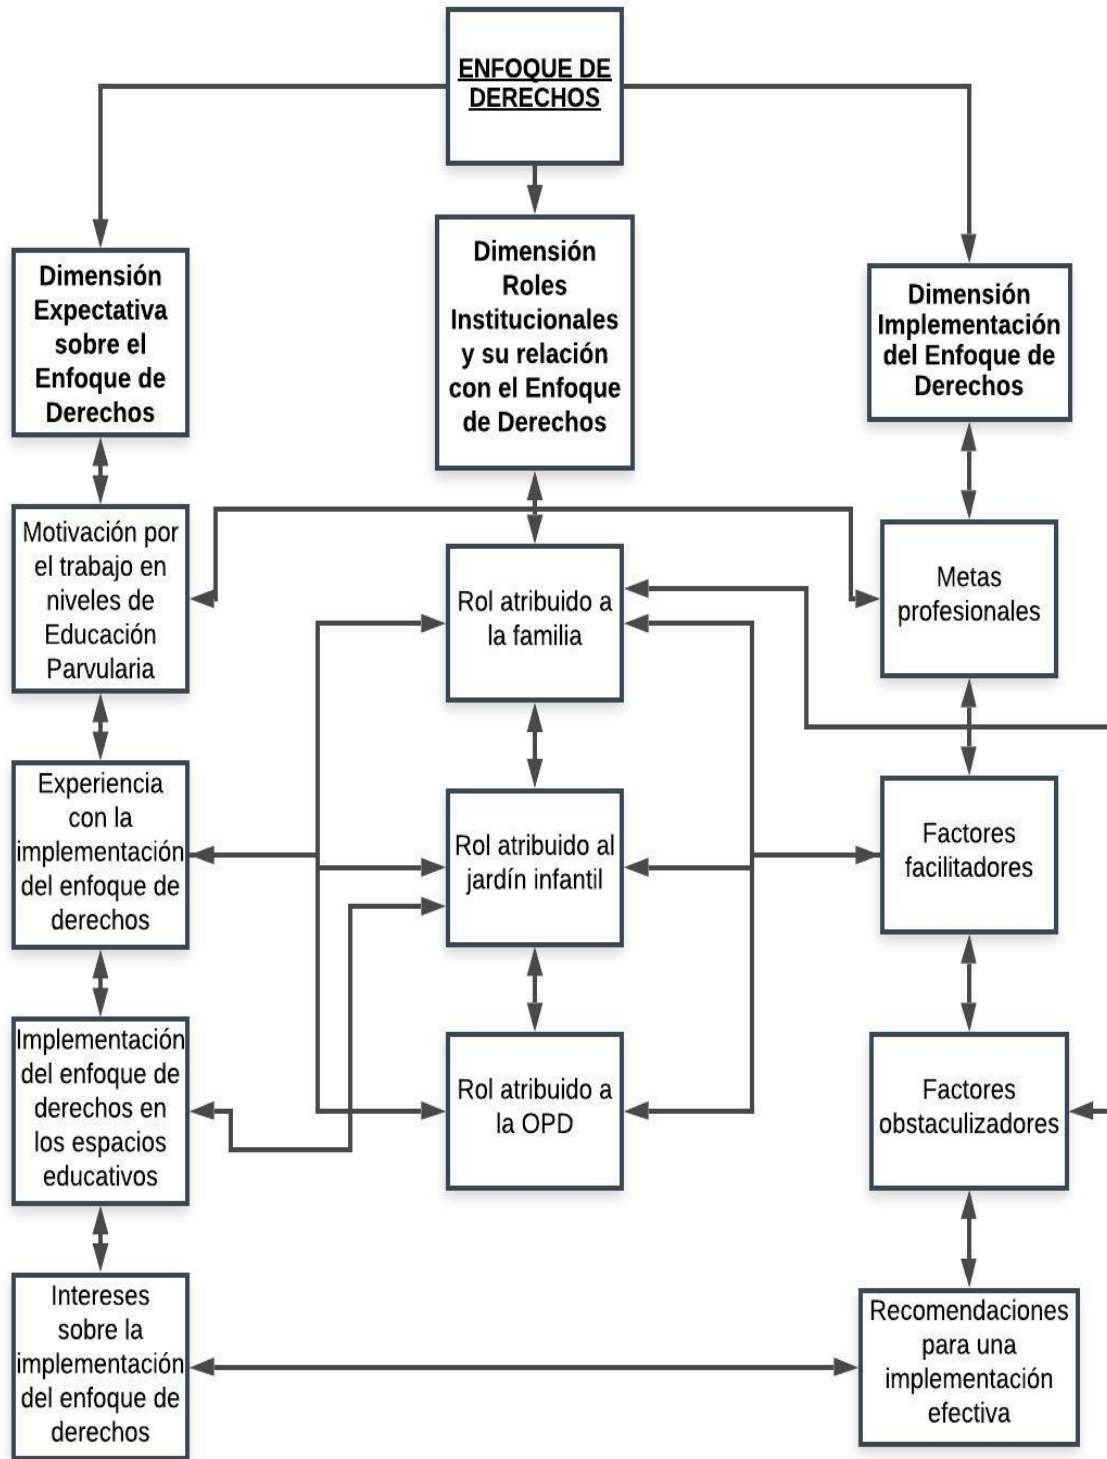 ENFOQUE DE
DERECHOS
Dimensión
Expectativa
sobre el
Enfoque de
Derechos
Dimensión
Roles
Institucionales
y su relación
con el Enfoque
de Derechos
Dimensión
Implementación
del Enfoque de
Derechos
Motivación por
el trabajo en
niveles de
Educación
Parvularia
Rol atribuido a
la familia
Metas
profesionales
Experiencia
con la
implementación
del enfoque de
derechos
Rol atribuido al
jardín infantil
Factores
facilitadores
Implementación
del enfoque de
derechos en
los espacios
educativos
Rol atribuido a
la OPD
Factores
obstaculizadores
Intereses
sobre la
implementación
del enfoque de
derechos
Recomendaciones
para una
implementación
efectiva